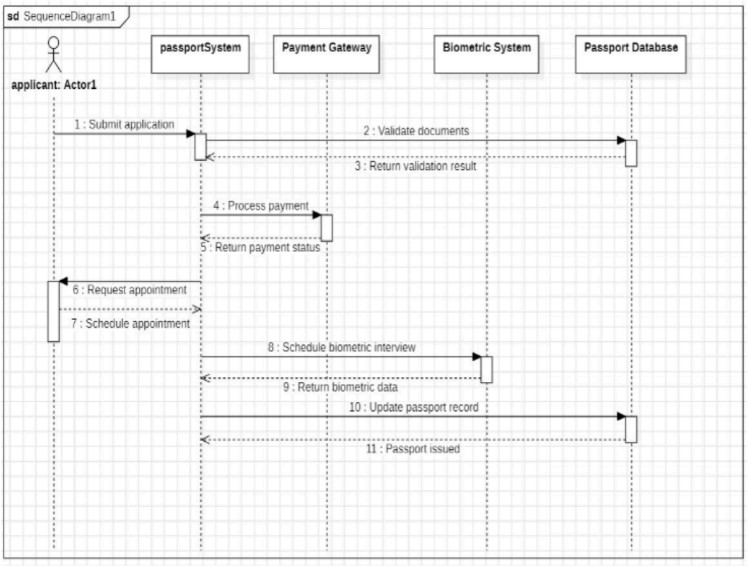 sd SequenceDiagram1
passportSystem
Payment Gateway
Biometric System
Passport Database
applicant: Actor1
1 : Submit application
2 : Validate documents
3 : Return validation result
4 : Process payment
5 : Return payment status
6 : Request appointment
7 : Schedule appointment
8 : Schedule biometric interview
9 : Return biometric data
10 : Update passport record
11 : Passport issued